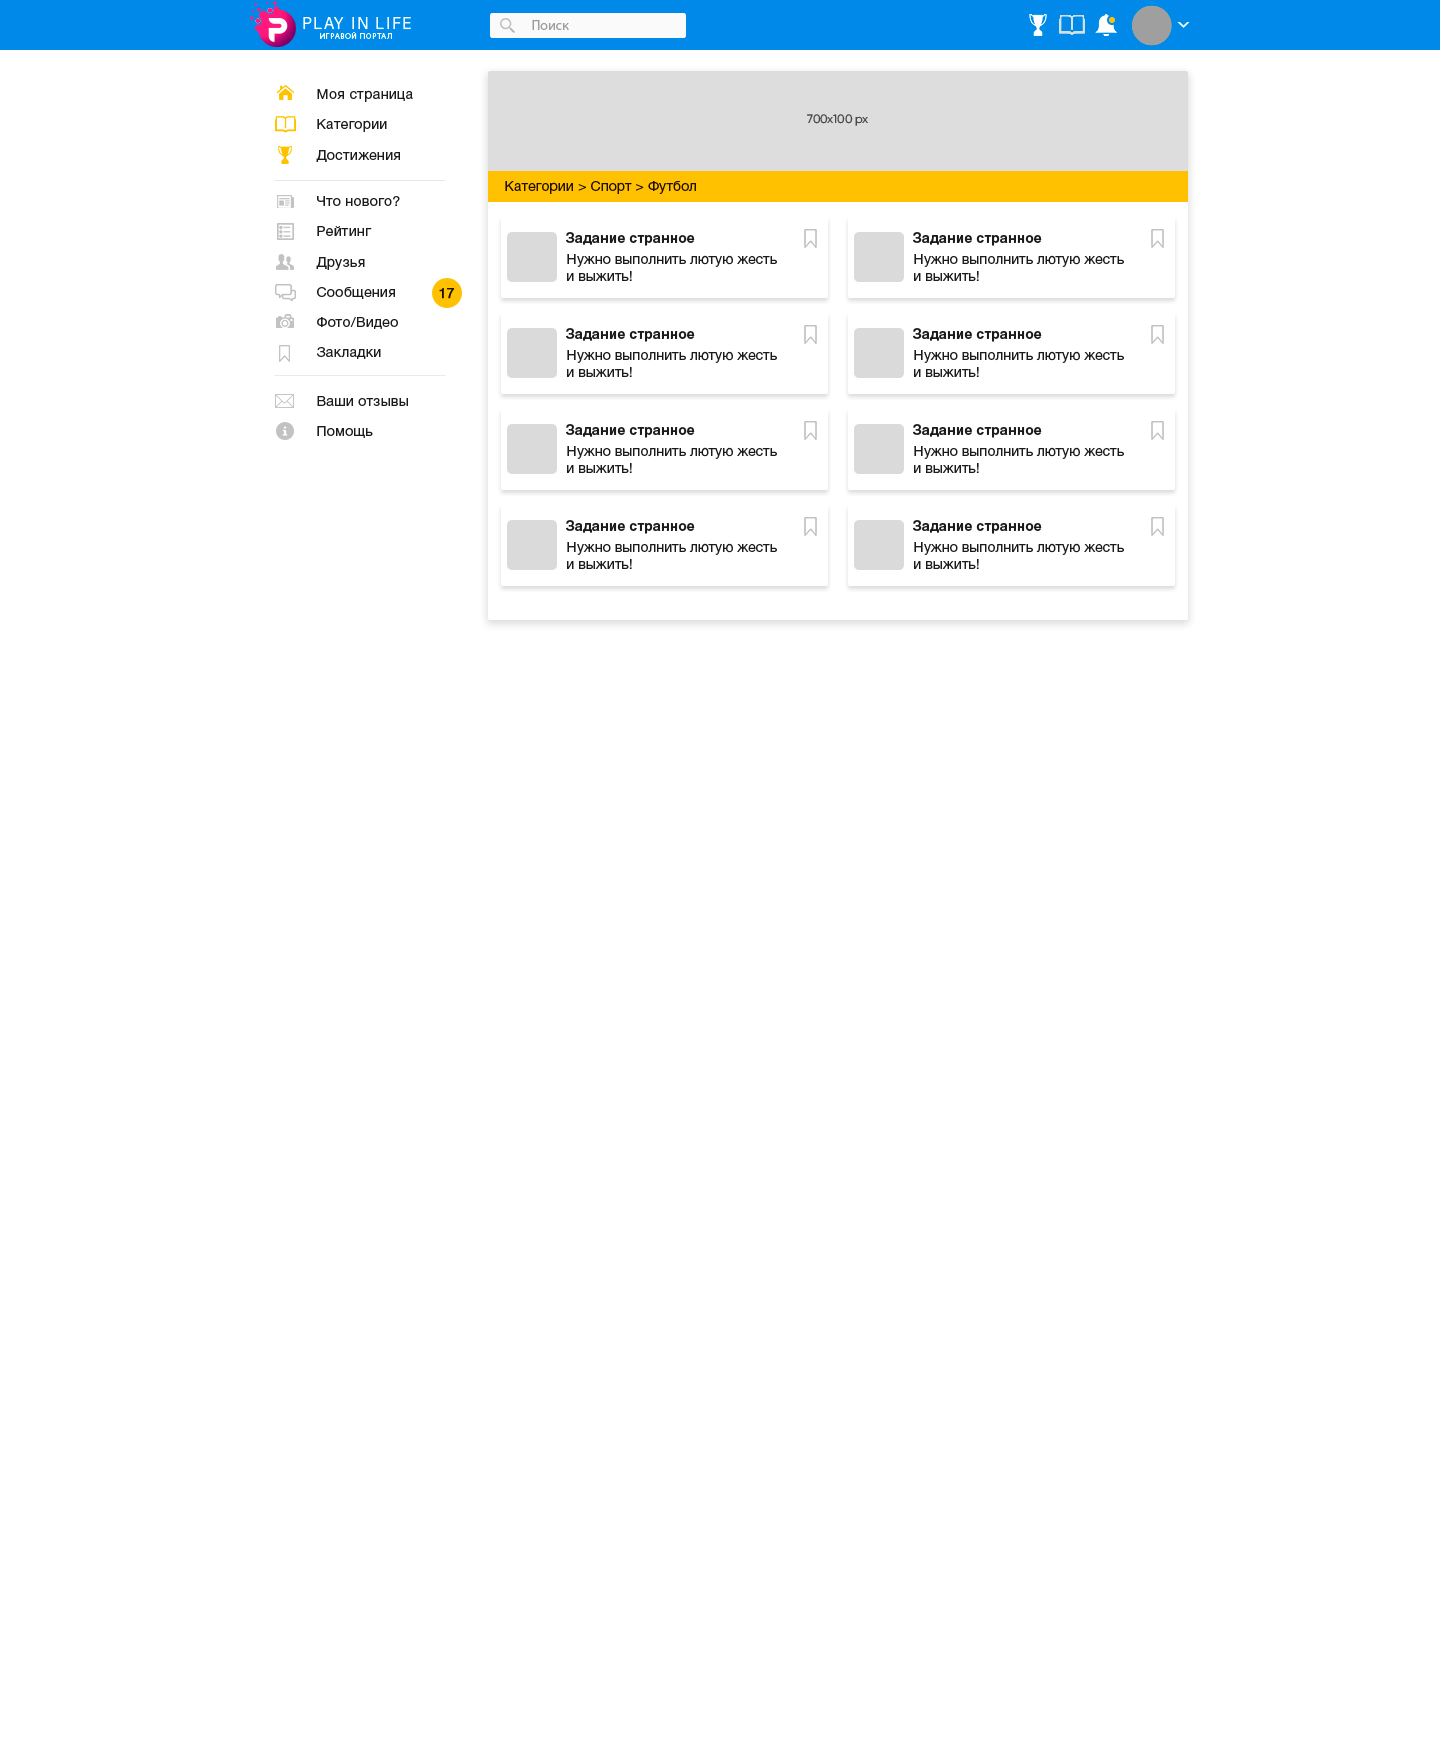 PLAY IN LIFE
ИГРАВОЙ ПОРТАЛ
Поиск
Моя страница
Категории
Достижения
Что нового?
Рейтинг
Друзья
Сообщения
17
Фото/Видео
Закладки
Ваши отзывы
Помощь
700x100 px
Категории > Спорт > Футбол
Задание странное
Нужно выполнить лютую жесть
и выжить!
Задание странное
Нужно выполнить лютую жесть
и выжить!
Задание странное
Нужно выполнить лютую жесть
и выжить!
Задание странное
Нужно выполнить лютую жесть
и выжить!
Задание странное
Нужно выполнить лютую жесть
и выжить!
Задание странное
Нужно выполнить лютую жесть
и выжить!
Задание странное
Нужно выполнить лютую жесть
и выжить!
Задание странное
Нужно выполнить лютую жесть
и выжить!